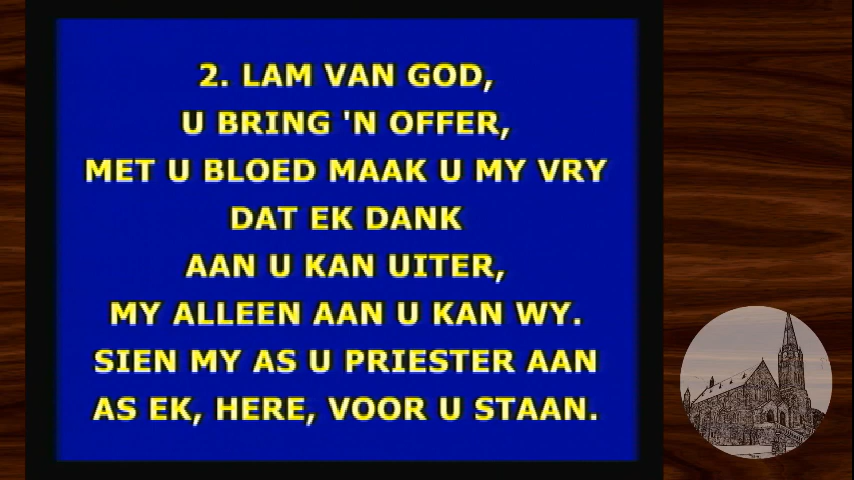 2. LAM VAN GOD,
U BRING 'N OFFER,
MET U BLOED MAAK U MY VRY
DAT EK DANK
AAN U KAN UITER,
MY ALLEEN AAN U KAN WY.
SIEN MY AS U PRIESTER AAN
AS EK, HERE, VOOR U STAAN.